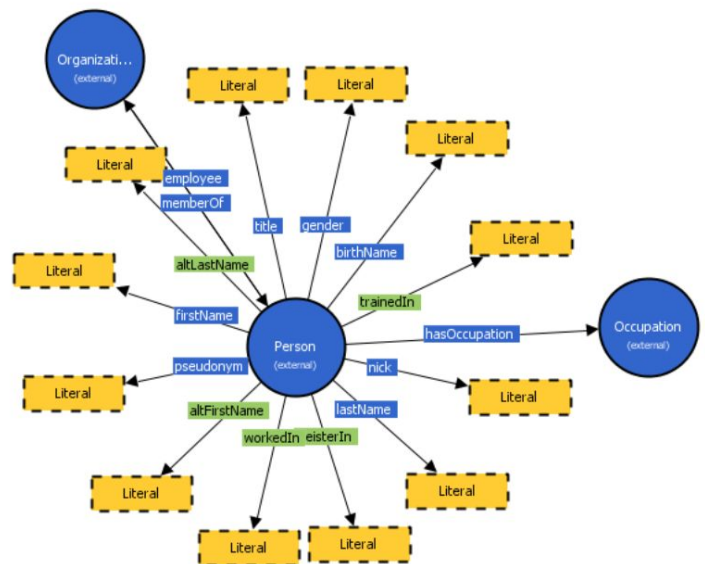 Organizati...
(external)
Literal
Literal
Literal
Literal
employee
memberOf
title
gender
birthName
altLastName
Literal
trainedIn
Literal
firstName
Person
(external)
hasOccupation
Occupation
(external)
pseudonym
nick
Literal
Literal
altFirstName
lastName
workedIn
eisterIn
Literal
Literal
Literal
Literal